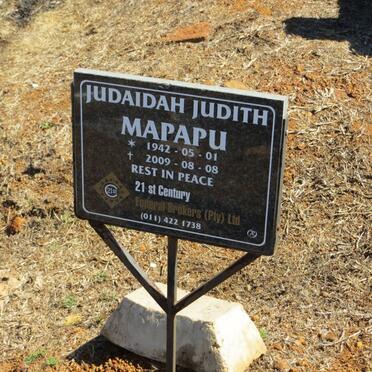 JUDAIDAH JUDITH
MAPAPU
* 1942 - 05 - 01
† 2009 - 08 - 08
REST IN PEACE
21 st Century
Funeral Brokers (Pty) Ltd
(011) 422 1738